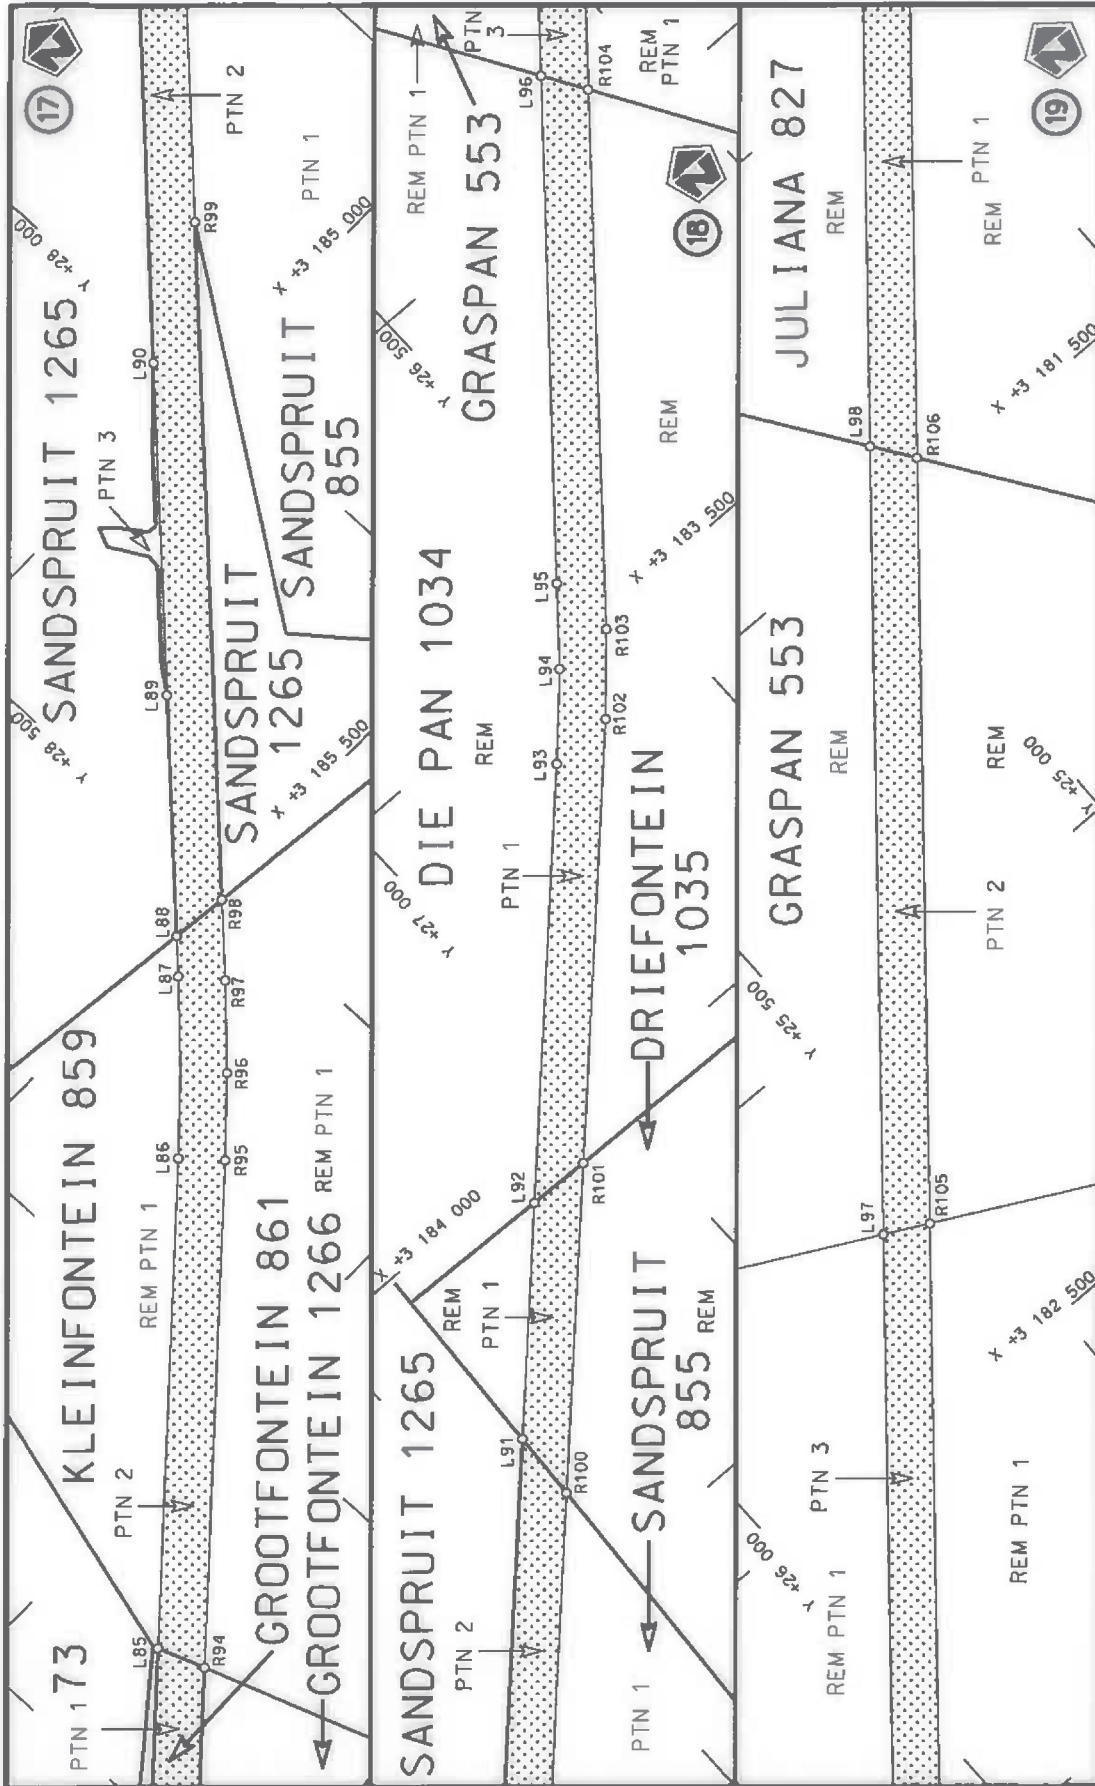 17
PTN 1 73
L85
R94
KLEINFONTEIN 859
PTN 2
REM PTN 1
L86
R95
R96
L87
R97
L88
R98
GROOTFONTEIN 861
GROOTFONTEIN 1266 REM PTN 1
SANDSPRUIT 1265
Y +28 500
Y +28 000
L89
PTN 3
L90
R99
PTN 2
SANDSPRUIT
1265
X +3 185 500
SANDSPRUIT
855
X +3 185 000
PTN 1
18
SANDSPRUIT 1265
PTN 2
PTN 1
L91
R100
REM
PTN 1
X +3 184 000
L92
R101
SANDSPRUIT
855 REM
DRIEFONTEIN
1035
DIE PAN 1034
REM
PTN 1
Y +27 000
L93
L94
L95
R102
R103
X +3 183 500
Y +26 500
GRASPAN 553
REM PTN 1
PTN
3
L96
R104
REM
PTN 1
REM
19
REM PTN 1
PTN 3
Y +26 000
REM PTN 1
L97
R105
X +3 182 500
Y +25 500
GRASPAN 553
REM
PTN 2
REM
Y +25 000
L98
R106
X +3 181 500
JULIANA 827
REM
PTN 1
REM